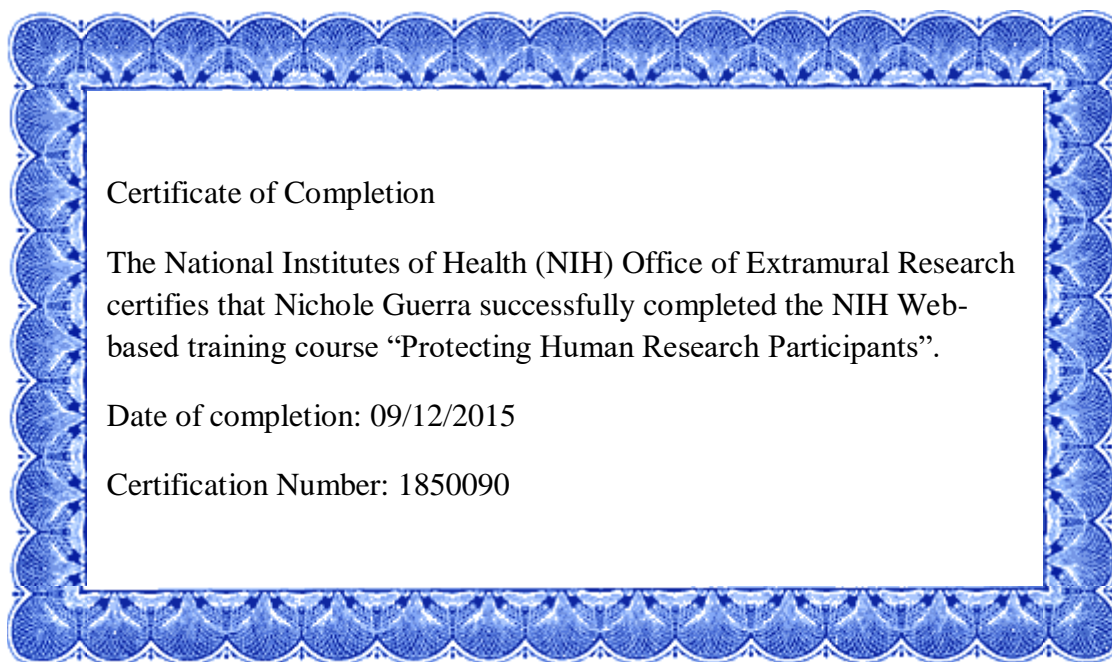 Certificate of Completion
The National Institutes of Health (NIH) Office of Extramural Research
certifies that Nichole Guerra successfully completed the NIH Web-
based training course “Protecting Human Research Participants”.
Date of completion: 09/12/2015
Certification Number: 1850090